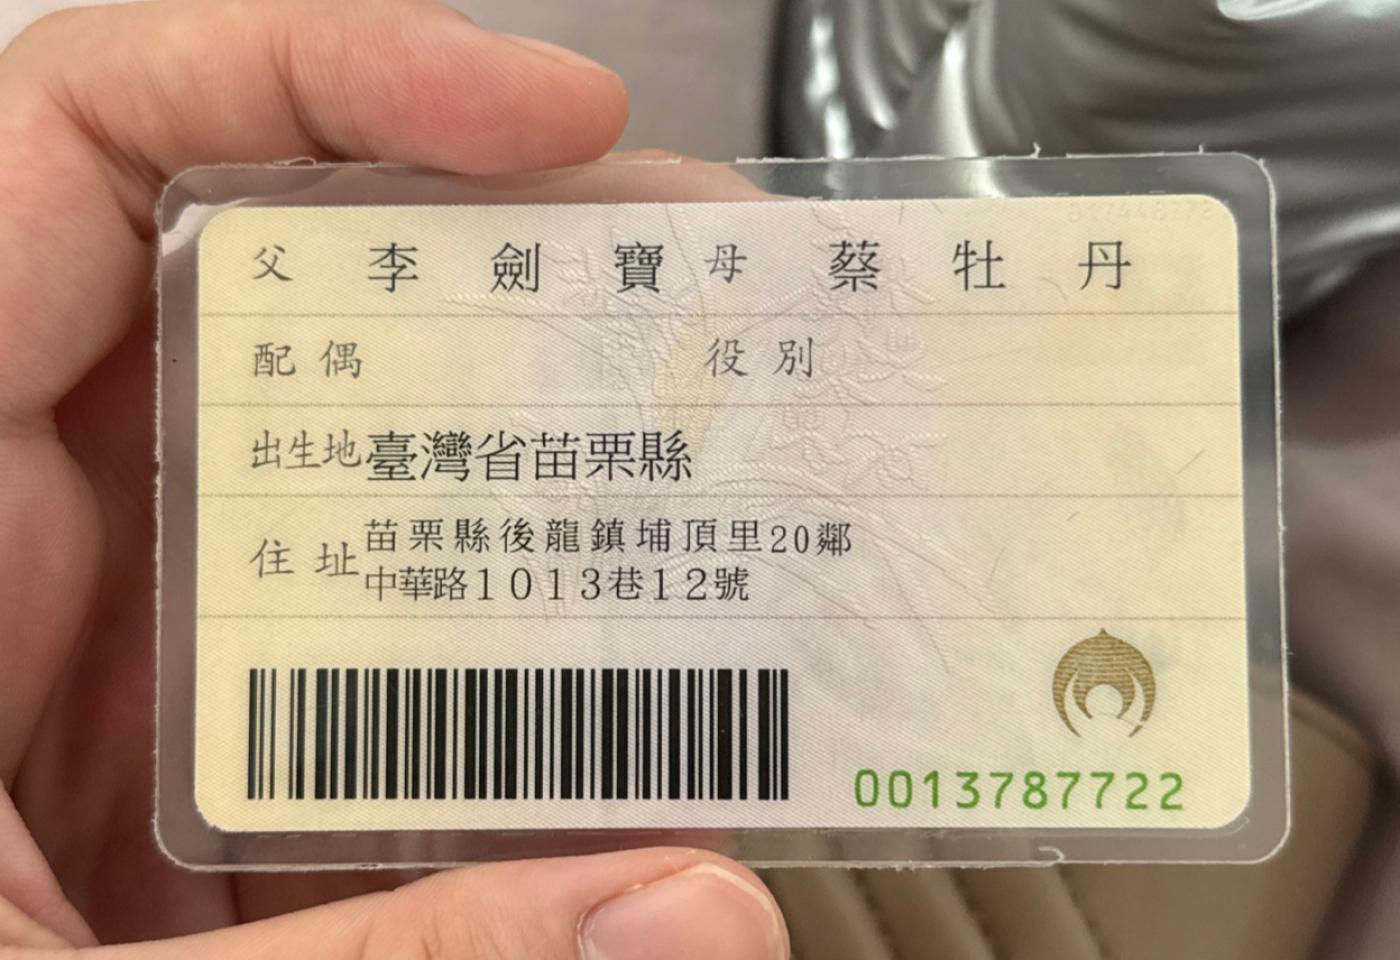 父 李劍寶 母 蔡牡丹
配偶 役別
出生地 臺灣省苗栗縣
住址 苗栗縣後龍鎮埔頂里20鄰
中華路1013巷12號
0013787722